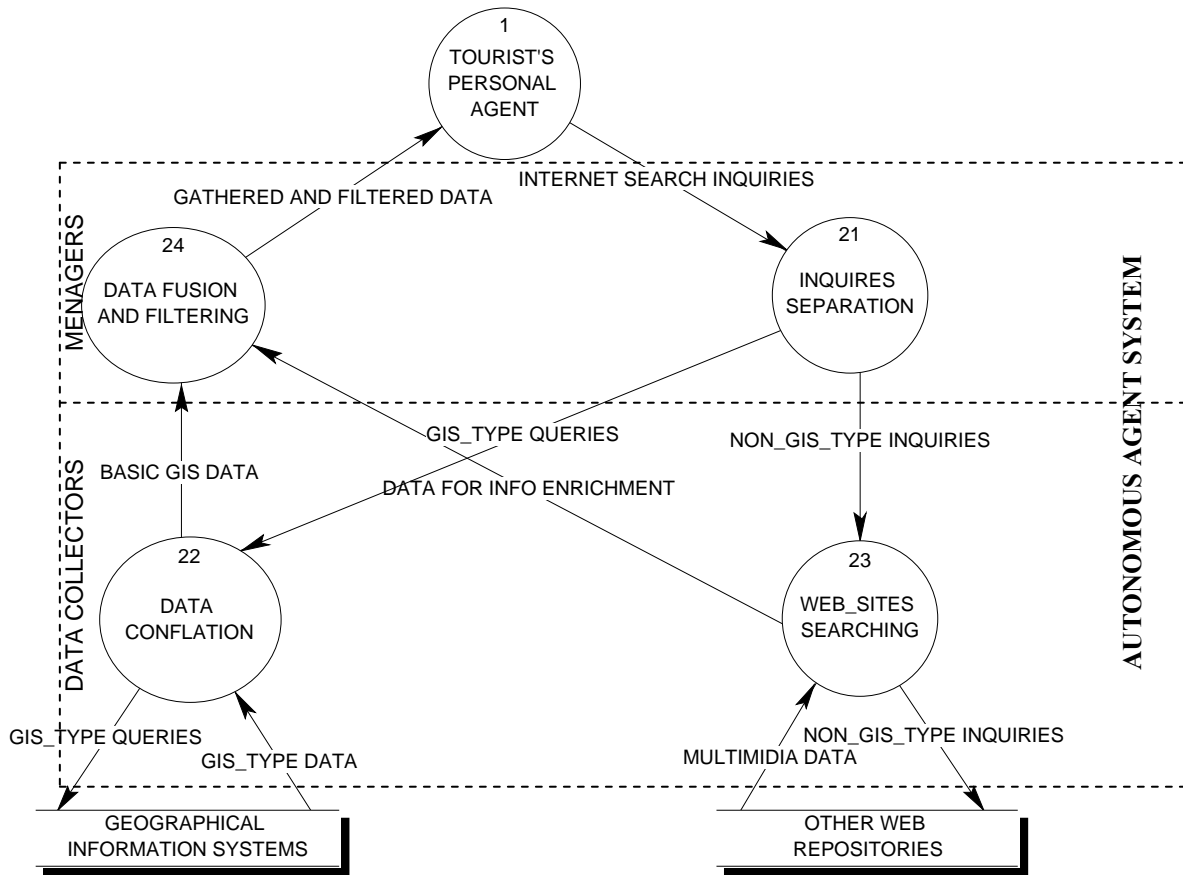 1
TOURIST'S
PERSONAL
AGENT
INTERNET SEARCH INQUIRIES
GATHERED AND FILTERED DATA
MENAGERS
24
DATA FUSION
AND FILTERING
21
INQUIRES
SEPARATION
AUTONOMOUS AGENT SYSTEM
GIS_TYPE QUERIES
NON_GIS_TYPE INQUIRIES
BASIC GIS DATA
DATA FOR INFO ENRICHMENT
DATA COLLECTORS
22
DATA
CONFLATION
23
WEB_SITES
SEARCHING
GIS_TYPE QUERIES
GIS_TYPE DATA
MULTIMIDIA DATA
NON_GIS_TYPE INQUIRIES
GEOGRAPHICAL
INFORMATION SYSTEMS
OTHER WEB
REPOSITORIES